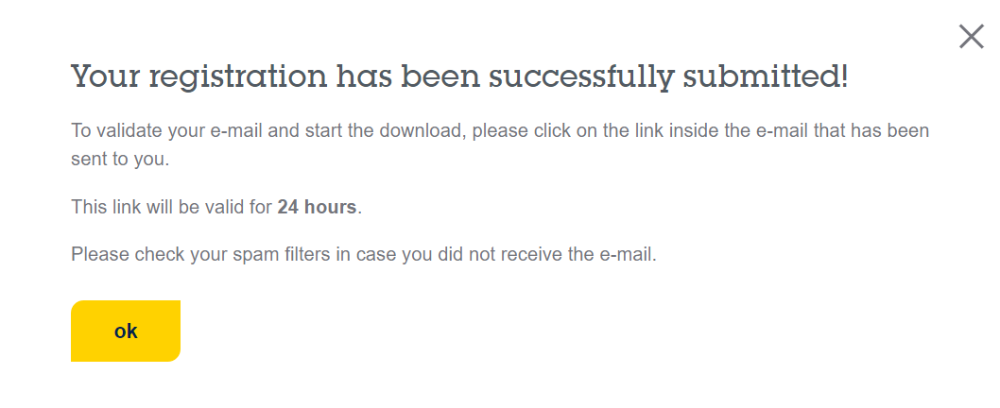 Your registration has been successfully submitted!
To validate your e-mail and start the download, please click on the link inside the e-mail that has been
sent to you.
This link will be valid for 24 hours.
Please check your spam filters in case you did not receive the e-mail.
ok